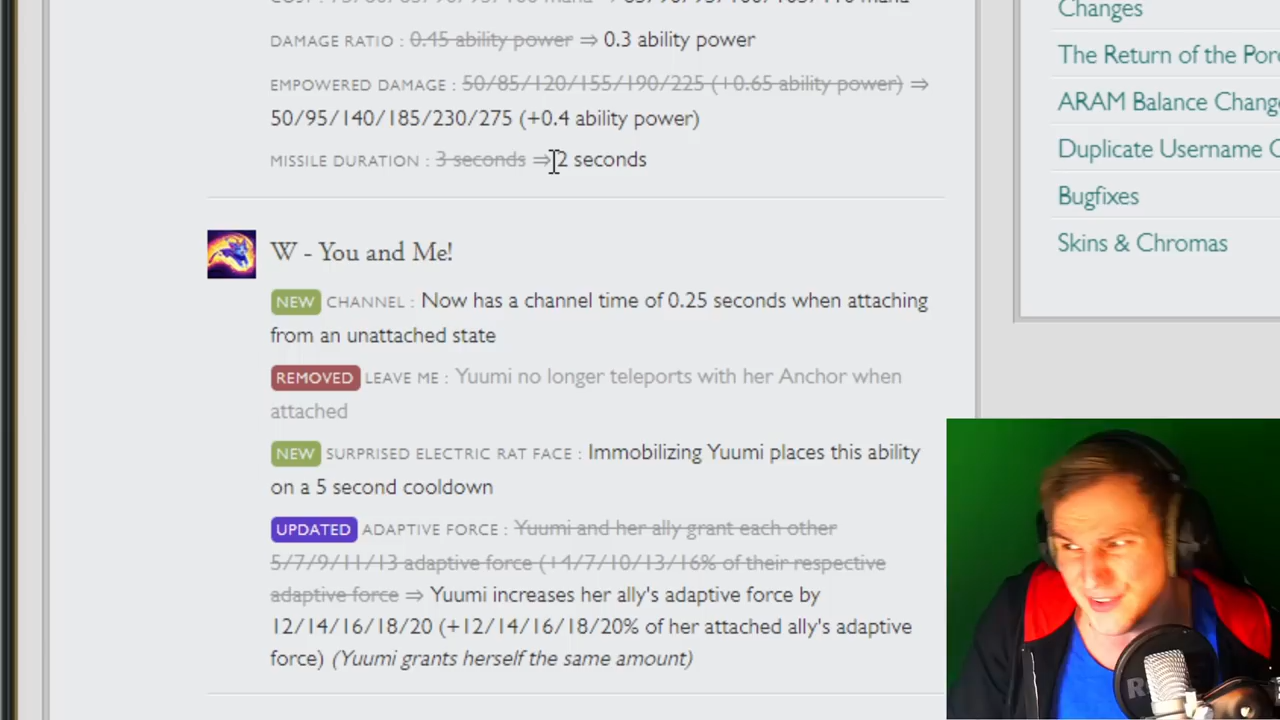 DAMAGE RATIO : 0.45 ability power ⇒ 0.3 ability power
EMPOWERED DAMAGE : 50/85/120/155/190/225 (+0.65 ability power) ⇒
50/95/140/185/230/275 (+0.4 ability power)
MISSILE DURATION : 3 seconds ⇒ 2 seconds
W - You and Me!
NEW CHANNEL : Now has a channel time of 0.25 seconds when attaching
from an unattached state
REMOVED LEAVE ME : Yuumi no longer teleports with her Anchor when
attached
NEW SURPRISED ELECTRIC RAT FACE : Immobilizing Yuumi places this ability
on a 5 second cooldown
UPDATED ADAPTIVE FORCE : Yuumi and her ally grant each other
5/7/9/11/13 adaptive force (+4/7/10/13/16% of their respective
adaptive force ⇒ Yuumi increases her ally's adaptive force by
12/14/16/18/20 (+12/14/16/18/20% of her attached ally's adaptive
force) (Yuumi grants herself the same amount)
Changes
The Return of the
ARAM Balance
Duplicate Username
Bugfixes
Skins & Chromas